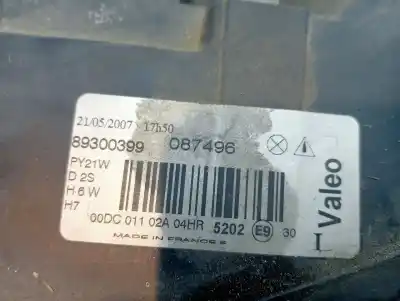 21/05/2007 17h50
89300399 087496
PY21W
D 2S
H 6 W
H7
00DC 011 02A 04HR 5202 E9 30 I
MADE IN FRANCE
Valeo